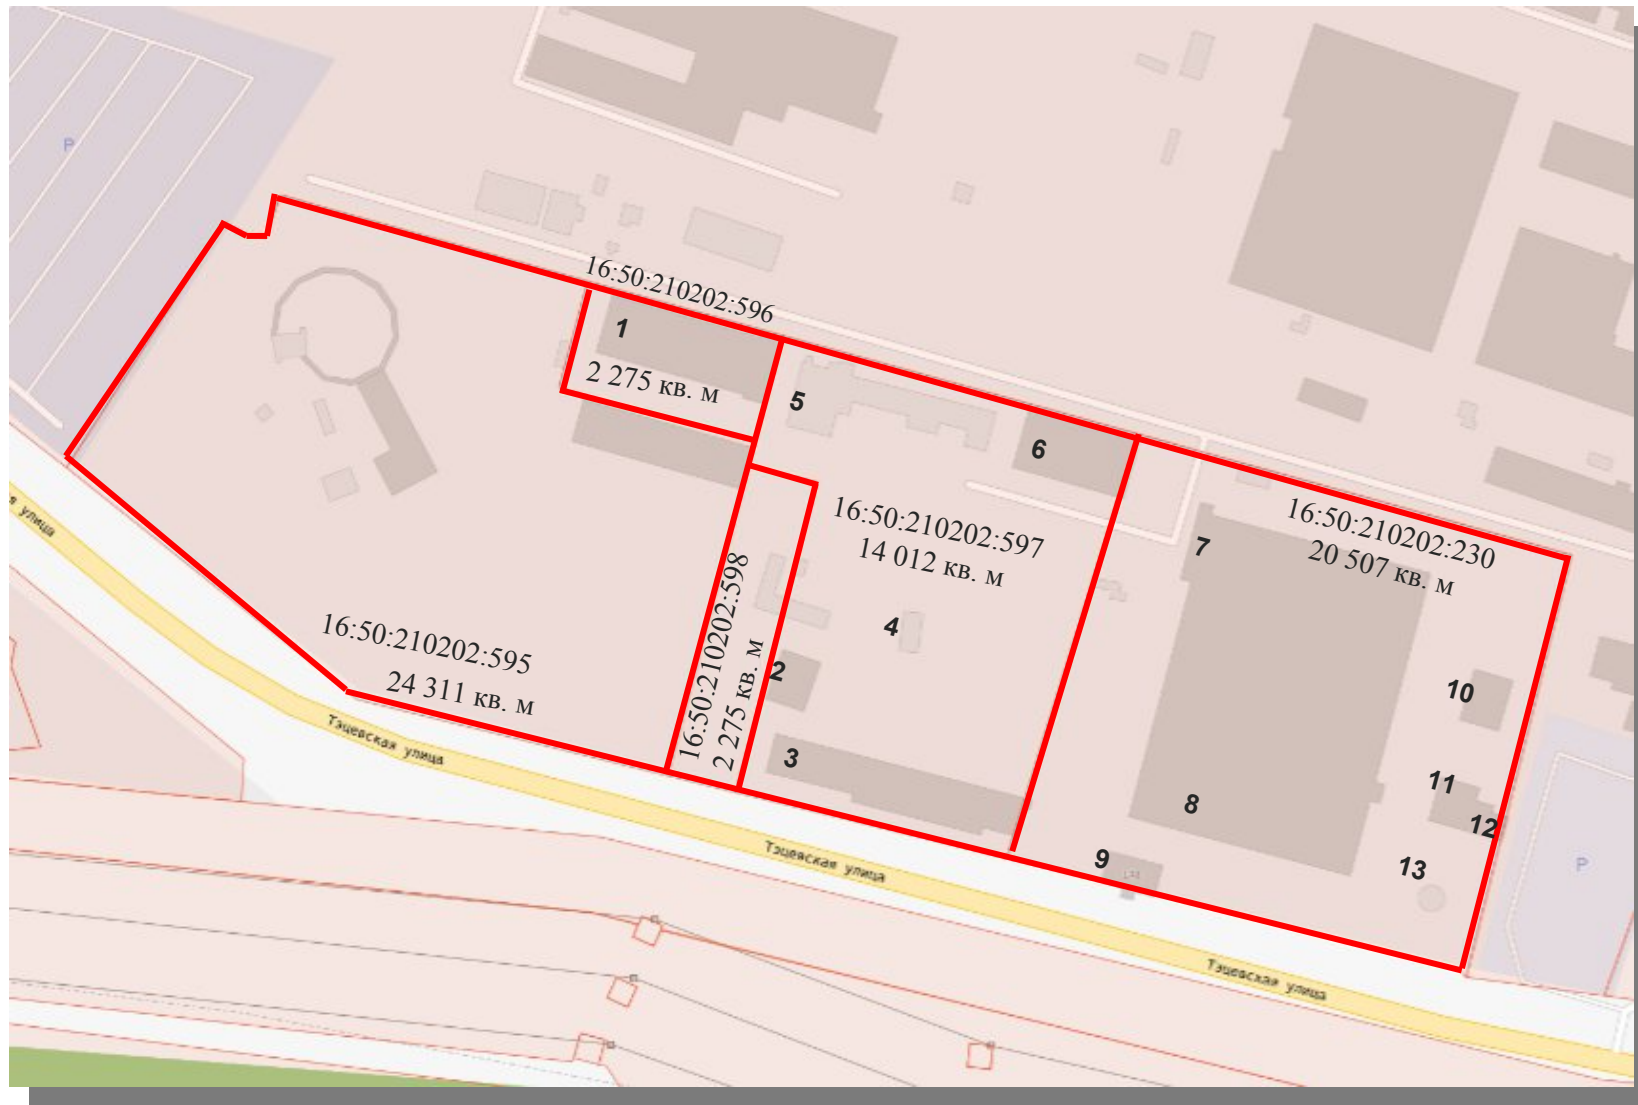 P
16:50:210202:596
1
2 275 кв. м
5
6
16:50:210202:597
14 012 кв. м
16:50:210202:230
20 507 кв. м
7
я улица
4
16:50:210202:595
24 311 кв. м
16:50:210202:598
2 275 кв. м
2
10
Тэцевская улица
3
11
8
12
9
13
P
Тэцевская улица
Тэцевская улица